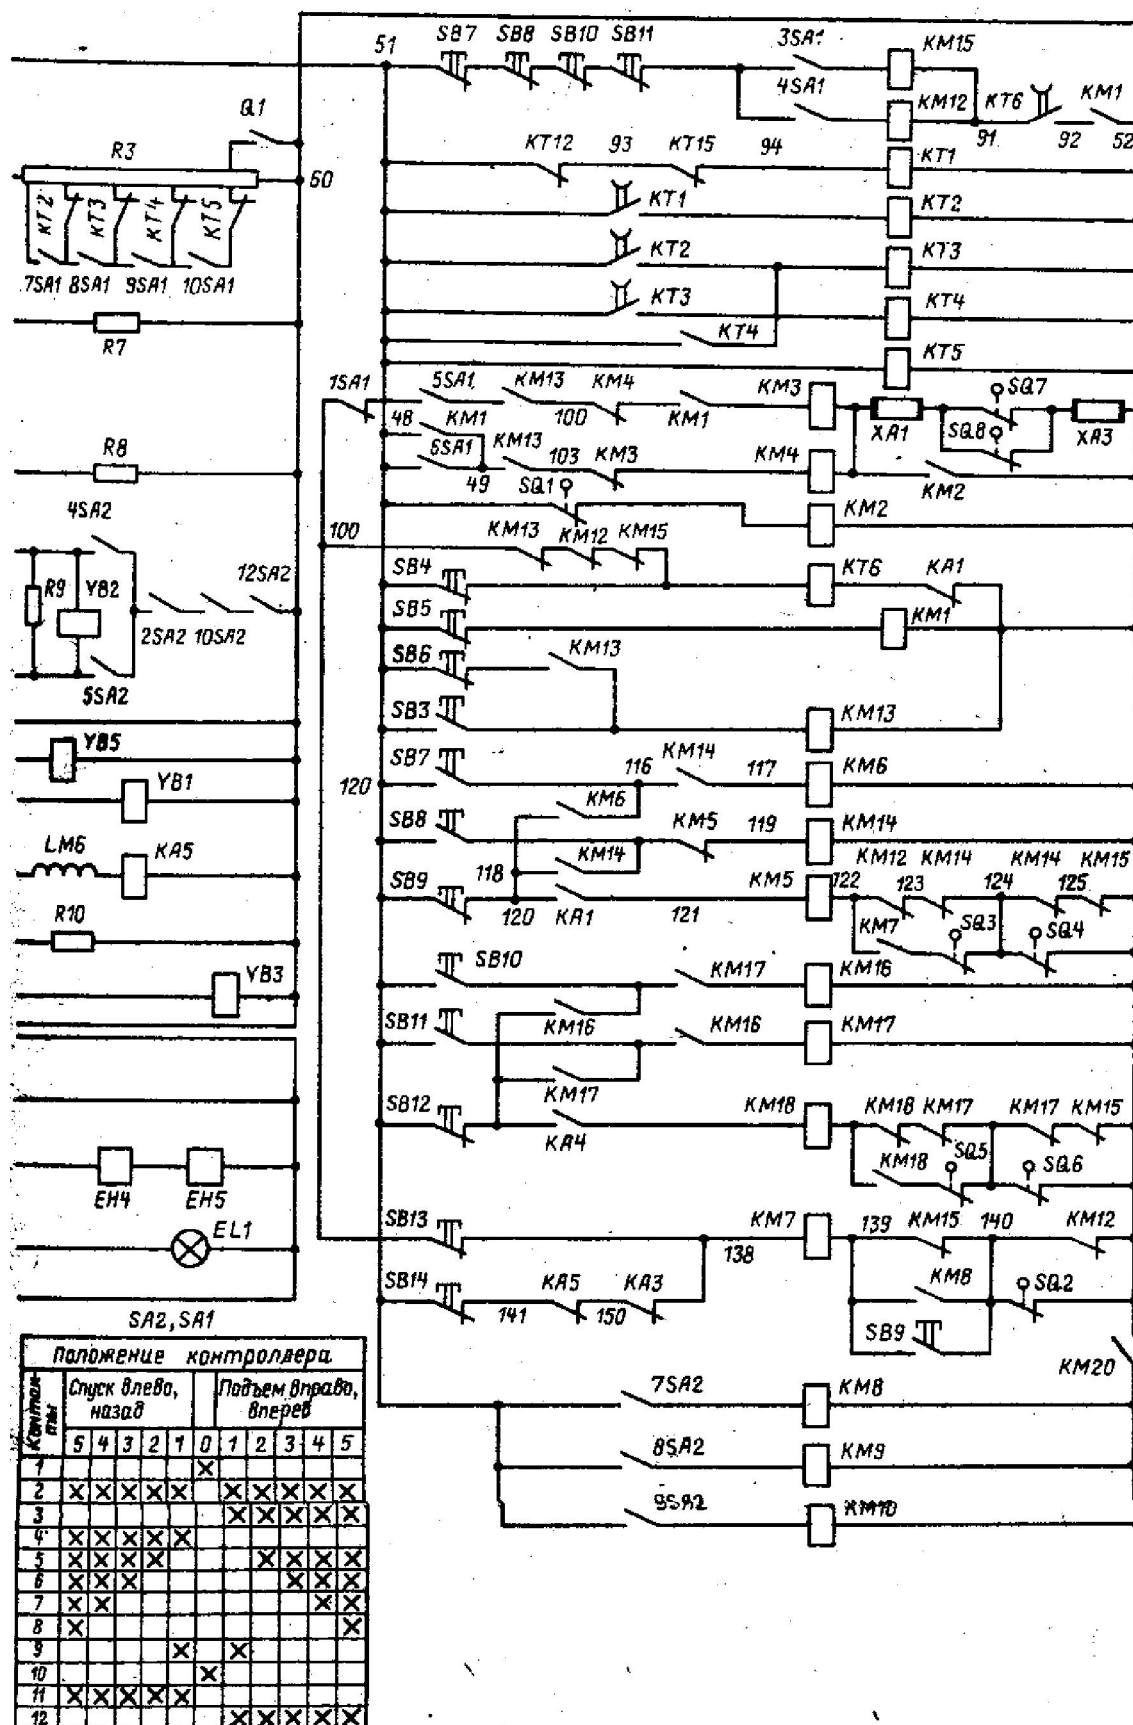 51
SB7 SB8 SB10 SB11
3SA1
KM15
4SA1
KM12
KT6
KM1
91
92
52
Q1
R3
60
KT2 KT3 KT4 KT5
7SA1 8SA1 9SA1 10SA1
KT12
93
KT15
94
KT1
KT1
KT2
KT2
KT3
KT3
KT4
KT4
KT5
R7
1SA1
5SA1
KM13
KM4
KM3
SQ7
48
KM1
100
KM1
XA1
SQ8
XA3
6SA1
KM13
103
KM3
KM4
49
KM2
R8
SQ1
KM2
4SA2
100
KM13
KM12
KM15
R9
YB2
12SA2
SB4
KT6
KA1
2SA2 10SA2
SB5
KM1
5SA2
SB6
KM13
SB3
KM13
YB5
SB7
116
KM14
117
KM6
YB1
120
KM6
SB8
KM5
119
KM14
LM6
KA5
118
KM14
SB9
120
KA1
121
KM5
122
KM12
KM14
KM14
KM15
123
124
125
KM7
SQ3
SQ4
R10
YB3
SB10
KM17
KM16
KM16
SB11
KM16
KM17
KM17
SB12
KA4
KM18
KM18
KM17
KM17
KM15
KM18
SQ5
SQ6
EH4
EH5
EL1
SB13
138
KM7
139
KM15
140
KM12
SB14
141
KA5
150
KA3
KM8
SQ2
SB9
KM20
7SA2
KM8
8SA2
KM9
9SA2
KM10
SA2, SA1
Положение контроллера
Контак-
ты
Спуск влево,
назад
Подъем вправо,
вперед
5 4 3 2 1 0 1 2 3 4 5
1 X
2 X X X X X X X X X X
3 X X X X X
4 X X X X X
5 X X X X X X X X
6 X X X X X X
7 X X X X
8 X X
9 X X
10 X
11 X X X X X
12 X X X X X